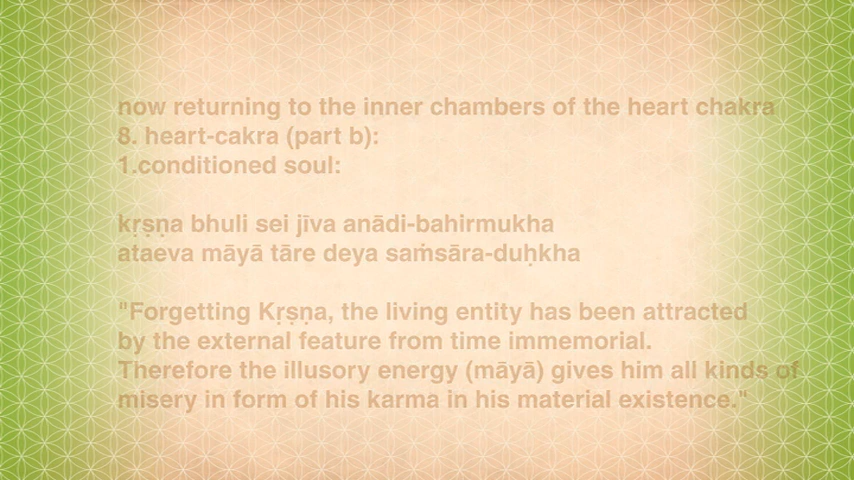 now returning to the inner chambers of the heart chakra
8. heart-cakra (part b):
1.conditioned soul:
kṛṣṇa bhuli sei jīva anādi-bahirmukha
ataeva māyā tāre deya saṁsāra-duḥkha
"Forgetting Kṛṣṇa, the living entity has been attracted
by the external feature from time immemorial.
Therefore the illusory energy (māyā) gives him all kinds of
misery in form of his karma in his material existence."